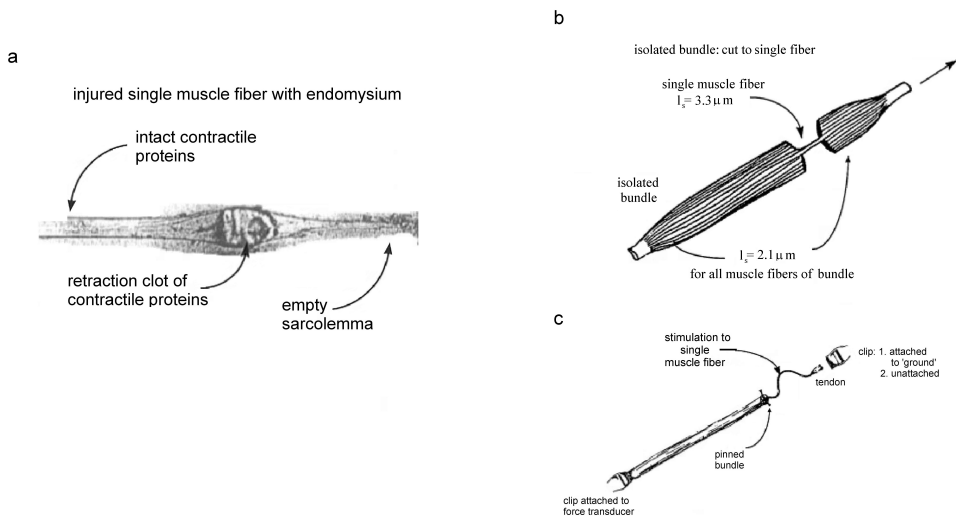 a
injured single muscle fiber with endomysium
intact contractile
proteins
retraction clot of
contractile proteins
empty
sarcolemma
b
isolated bundle: cut to single fiber
single muscle fiber
ls= 3.3 μm
isolated
bundle
ls= 2.1 μm
for all muscle fibers of bundle
c
stimulation to
single
muscle fiber
clip: 1. attached
to 'ground'
2. unattached
tendon
pinned
bundle
clip attached to
force transducer